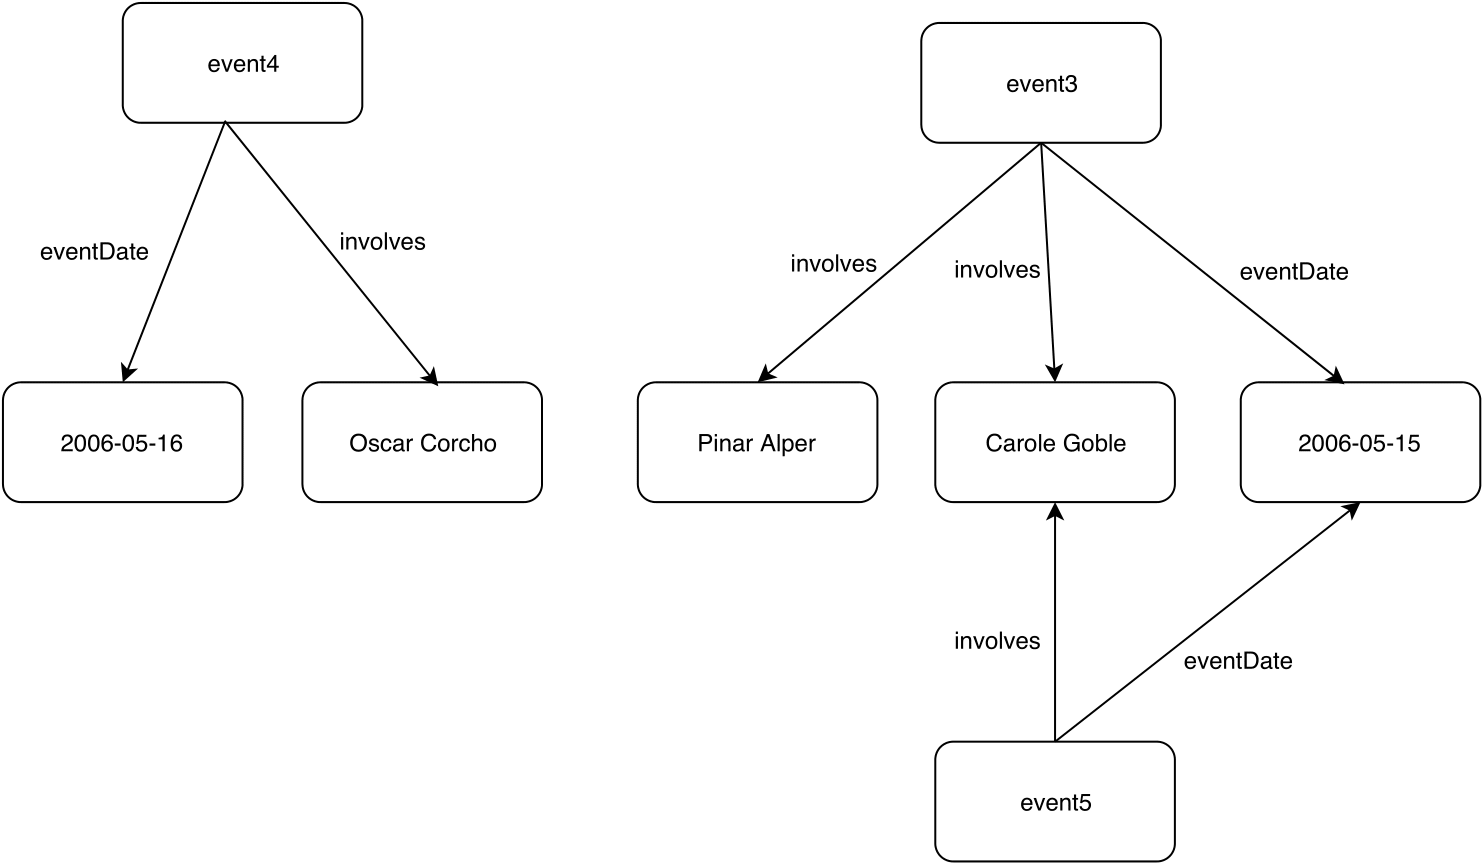 event4
event3
eventDate
involves
involves
involves
eventDate
2006-05-16
Oscar Corcho
Pinar Alper
Carole Goble
2006-05-15
involves
eventDate
event5